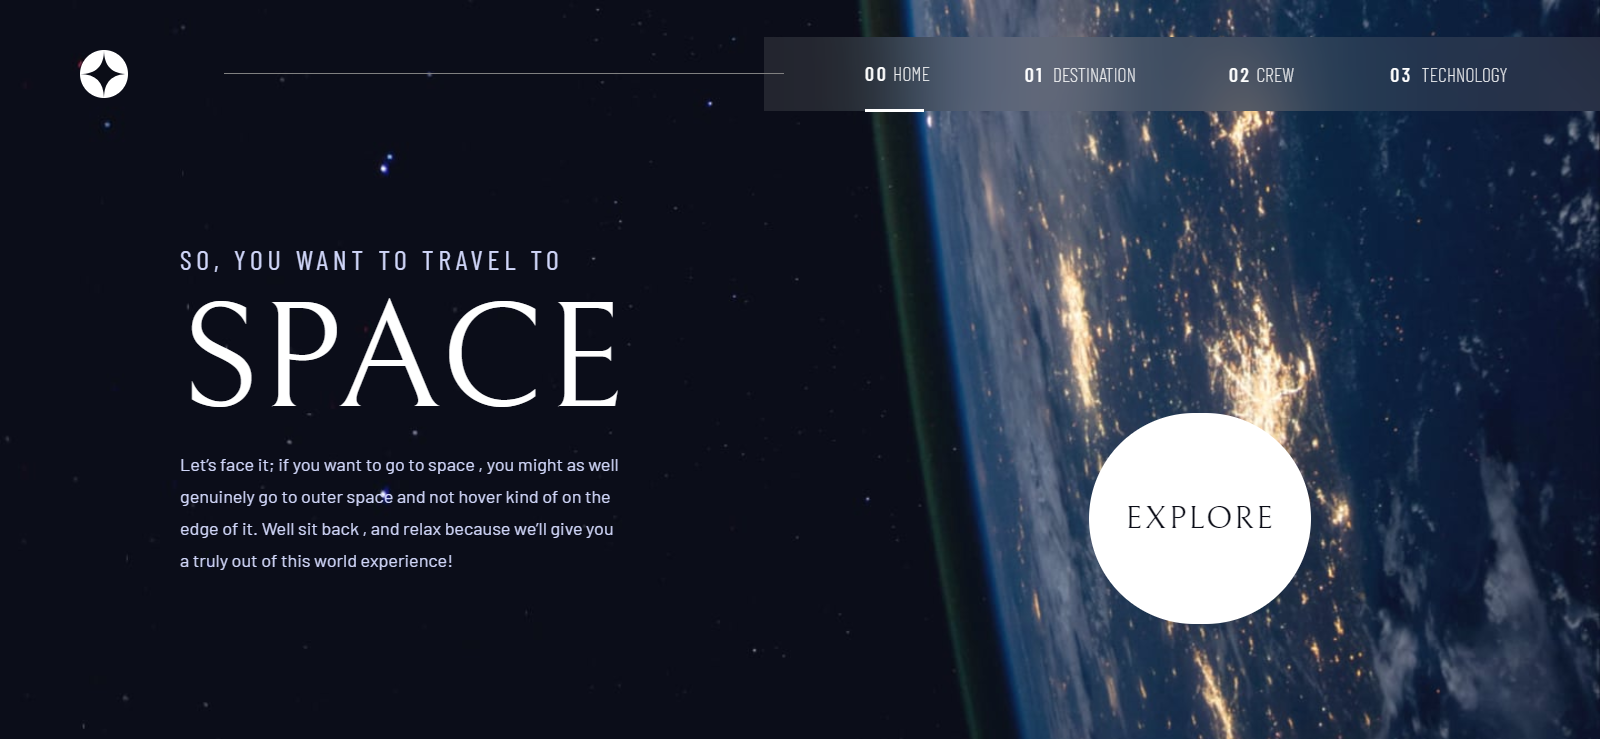 00 HOME 01 DESTINATION 02 CREW 03 TECHNOLOGY
SO, YOU WANT TO TRAVEL TO
SPACE
Let’s face it; if you want to go to space , you might as well
genuinely go to outer space and not hover kind of on the
edge of it. Well sit back , and relax because we’ll give you
a truly out of this world experience!
EXPLORE